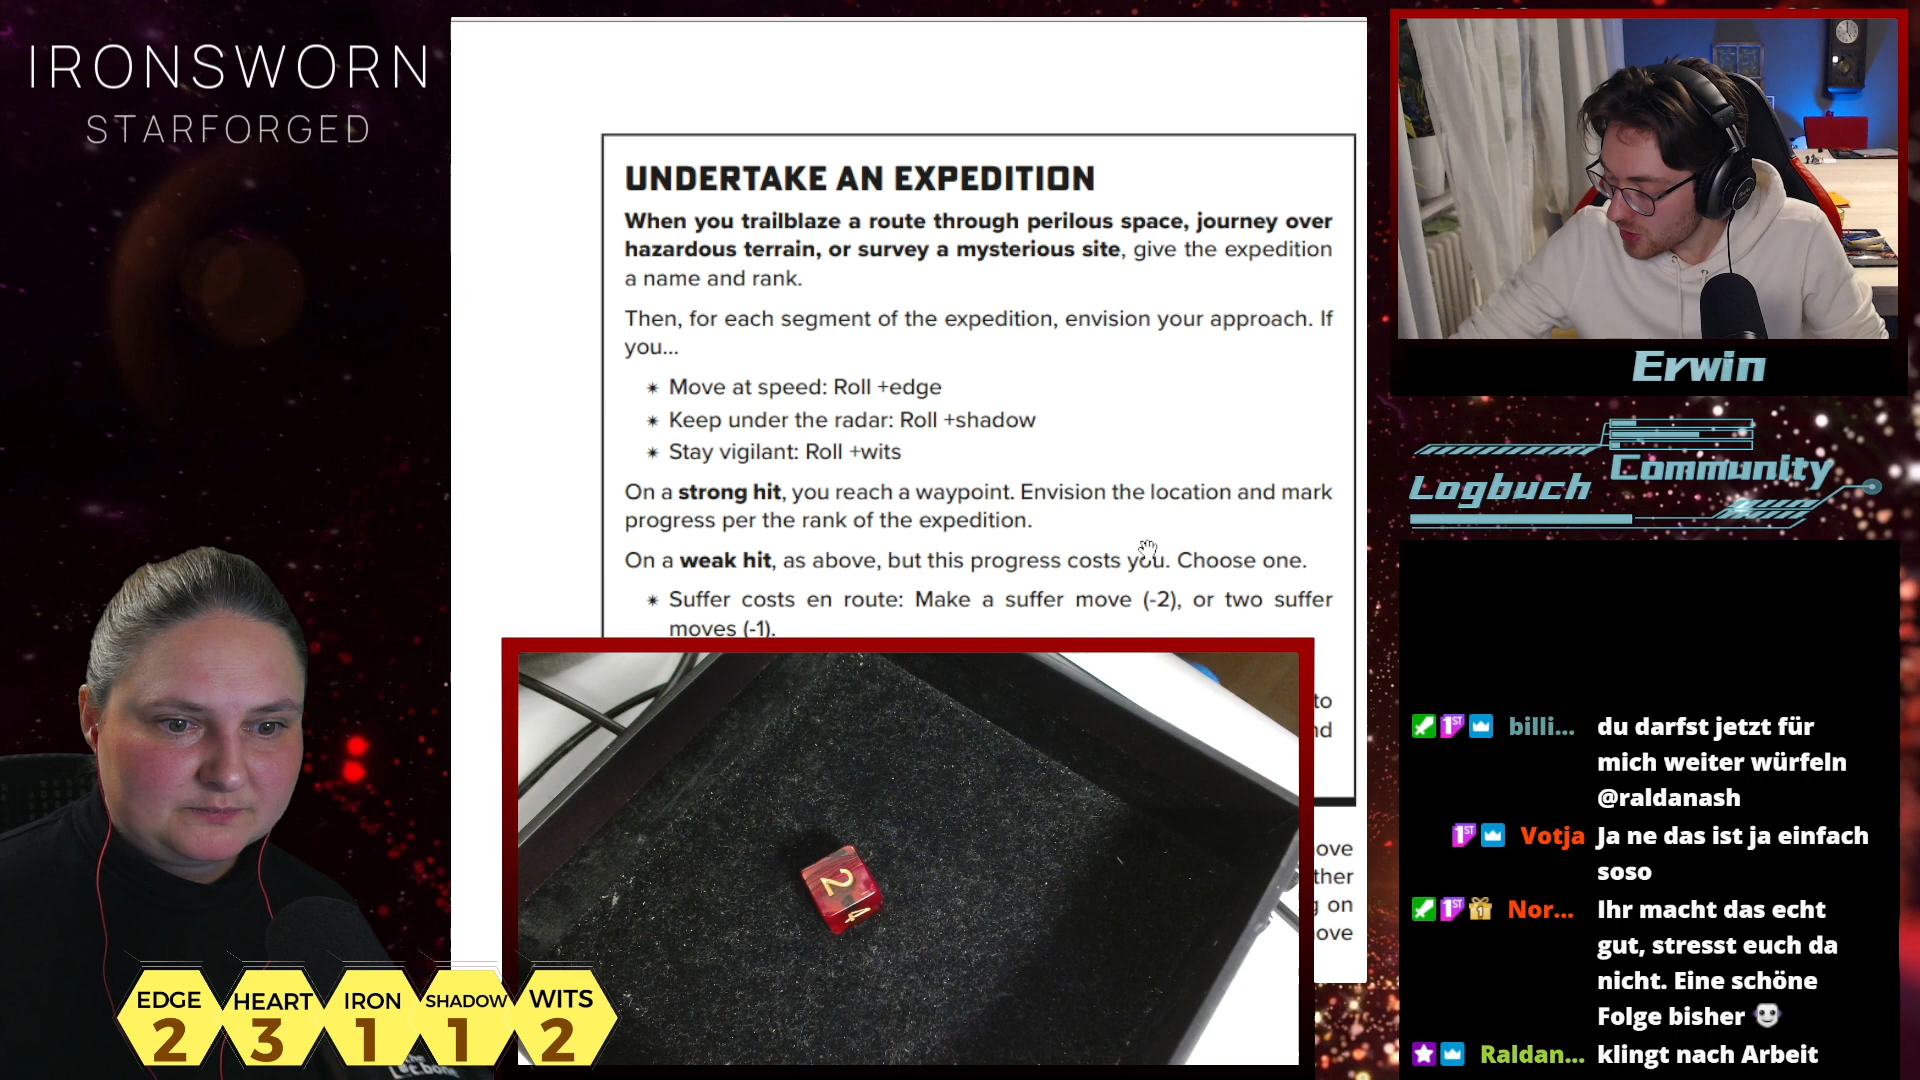 IRONSWORN
STARFORGED
UNDERTAKE AN EXPEDITION
When you trailblaze a route through perilous space, journey over
hazardous terrain, or survey a mysterious site, give the expedition
a name and rank.
Then, for each segment of the expedition, envision your approach. If
you...
✴ Move at speed: Roll +edge
✴ Keep under the radar: Roll +shadow
✴ Stay vigilant: Roll +wits
On a strong hit, you reach a waypoint. Envision the location and mark
progress per the rank of the expedition.
On a weak hit, as above, but this progress costs you. Choose one.
✴ Suffer costs en route: Make a suffer move (-2), or two suffer
moves (-1).
to
nd
ove
ther
g on
ove
2
4
EDGE
2
HEART
3
IRON
1
SHADOW
1
WITS
2
Erwin
Logbuch
Community
billi... du darfst jetzt für
mich weiter würfeln
@raldanash
Votja Ja ne das ist ja einfach
soso
Nor... Ihr macht das echt
gut, stresst euch da
nicht. Eine schöne
Folge bisher
Raldan... klingt nach Arbeit